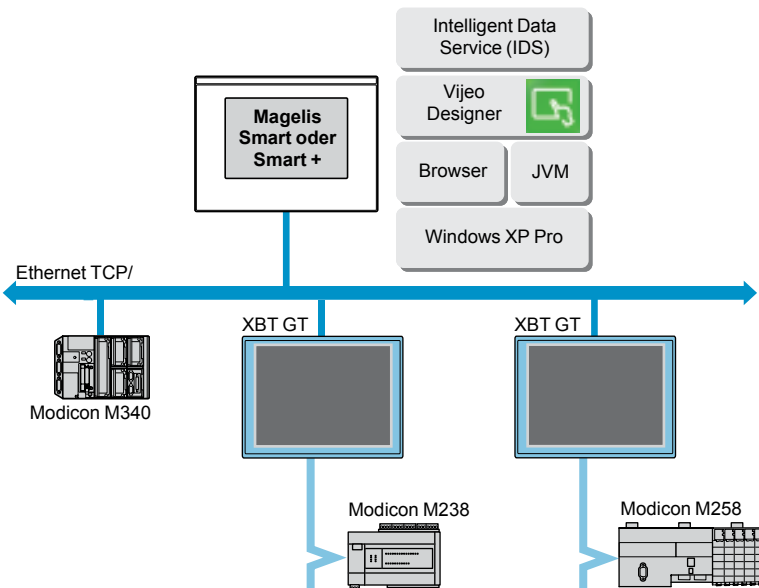 Intelligent Data
Service (IDS)
Vijeo
Designer
Magelis
Smart oder
Smart +
Browser
JVM
Windows XP Pro
Ethernet TCP/
XBT GT
XBT GT
Modicon M340
Modicon M238
Modicon M258